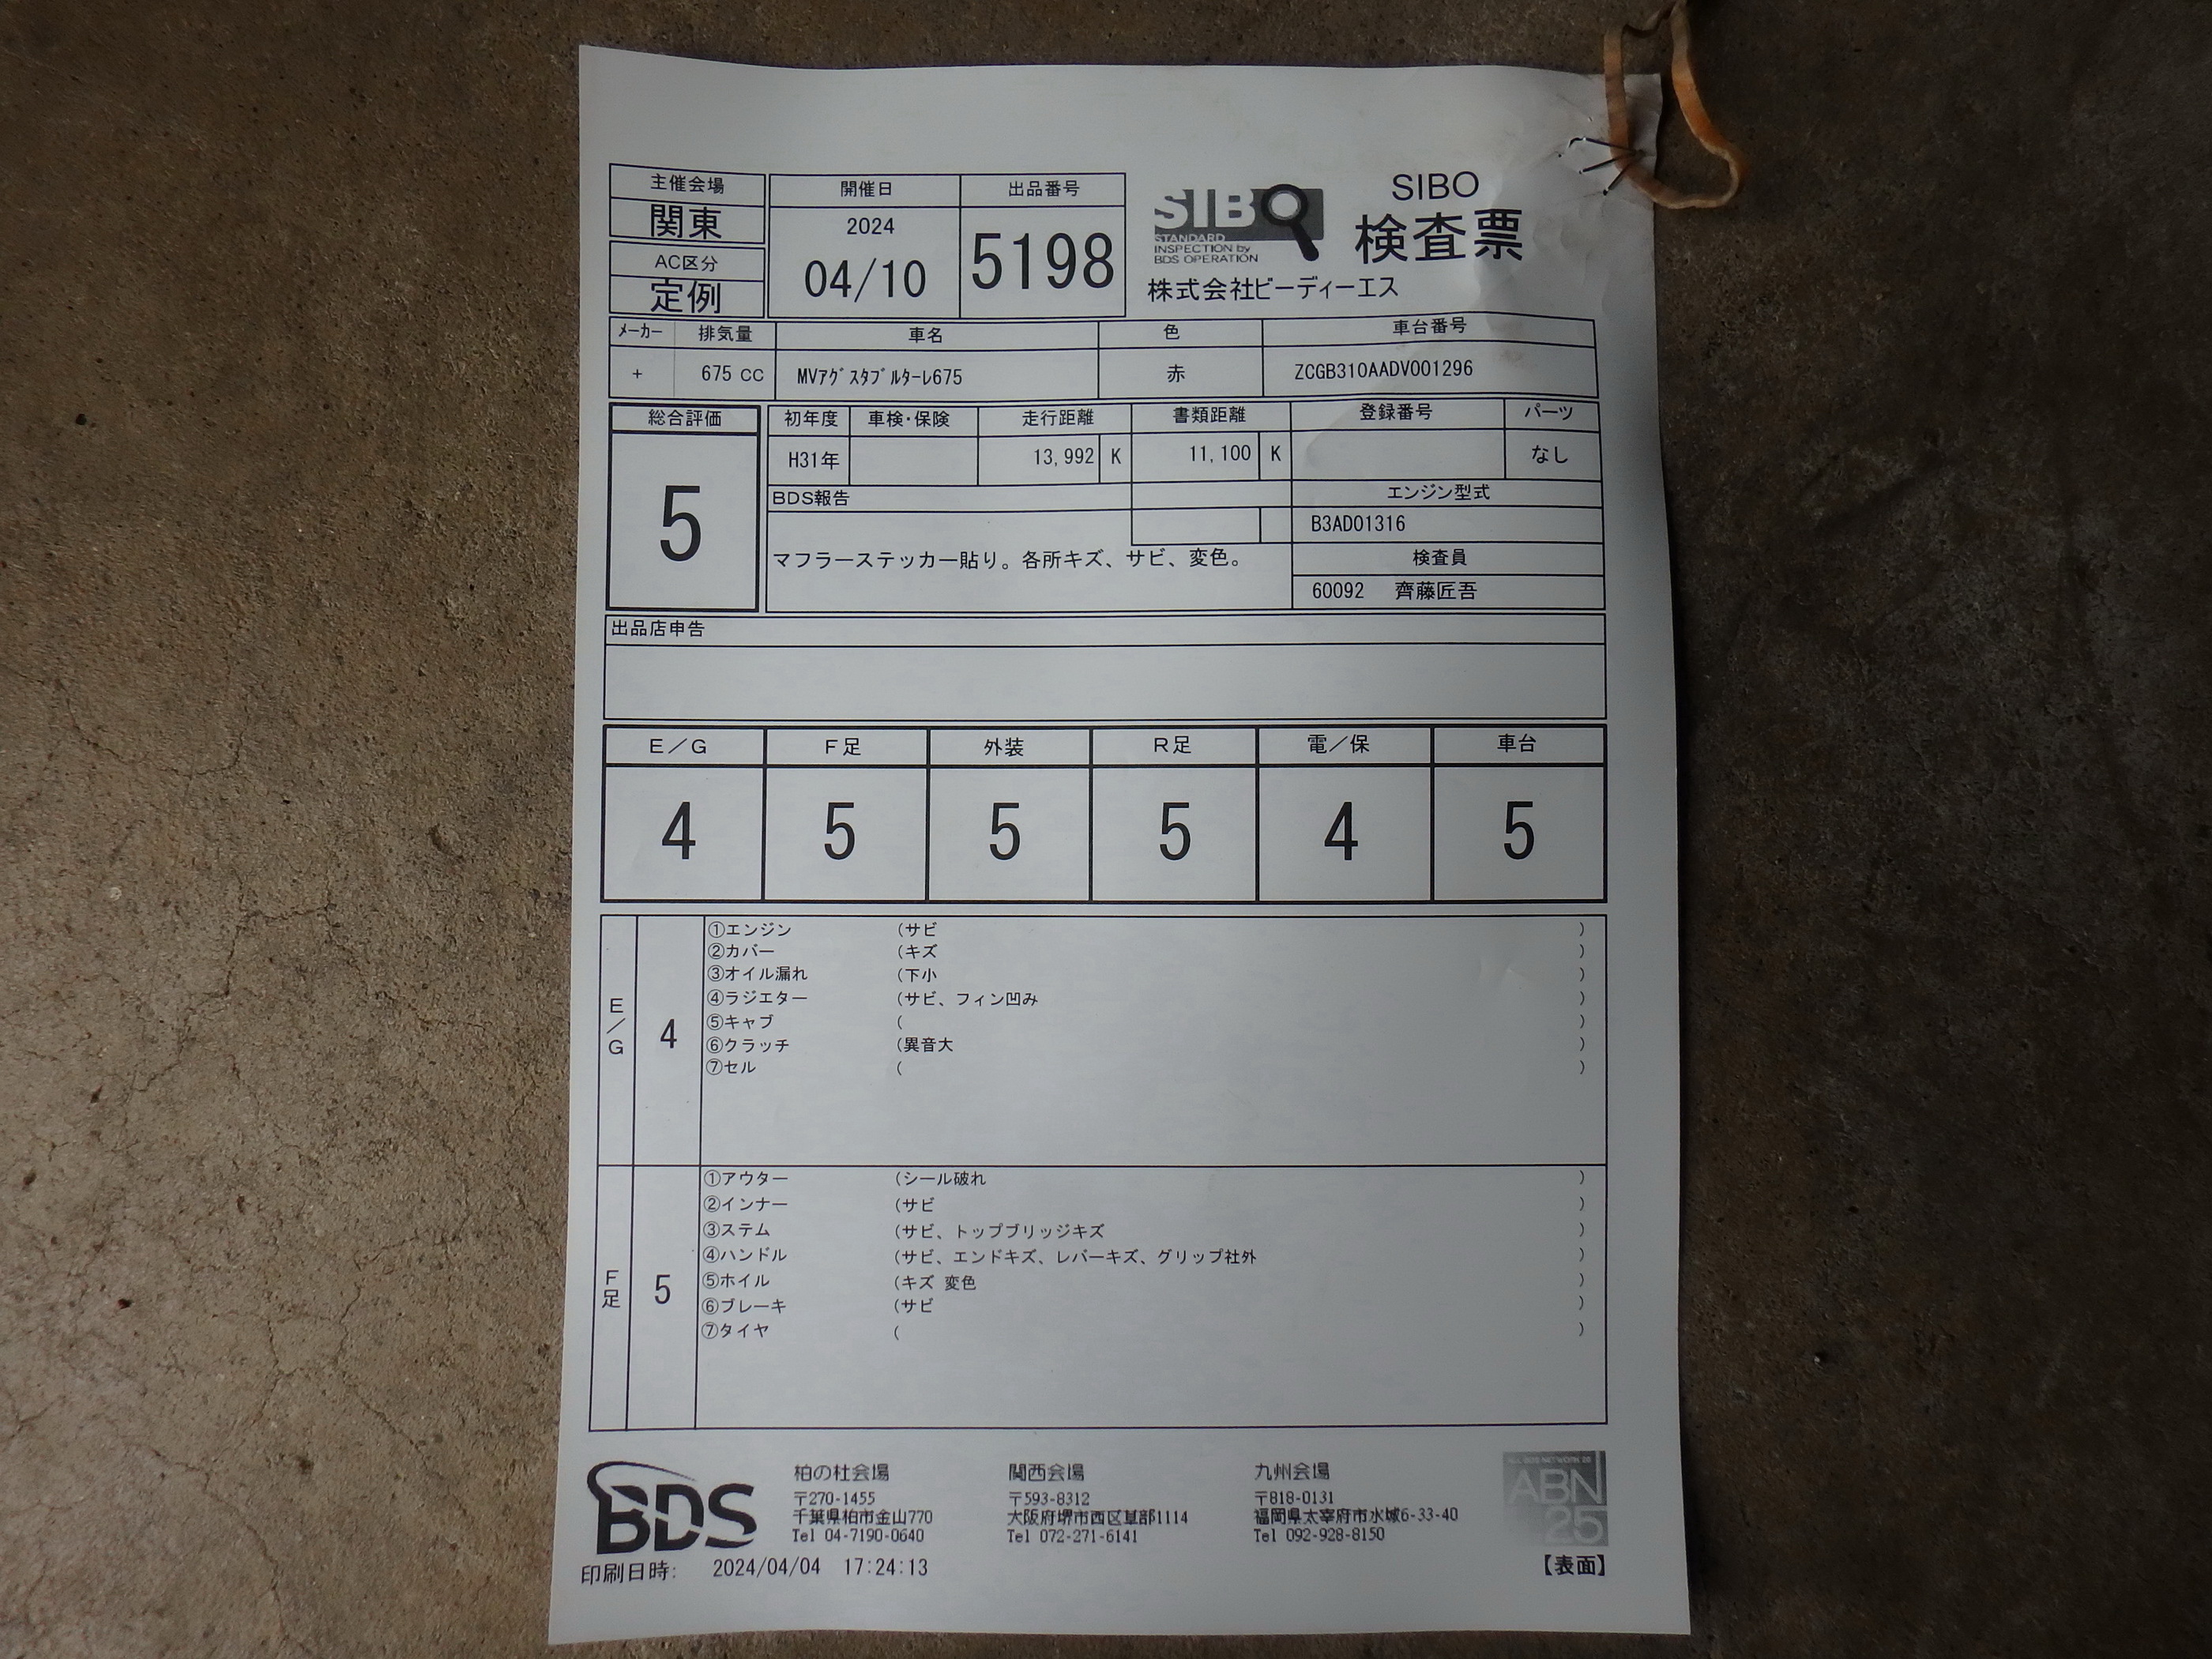 主催会場
関東
AC区分
定例
開催日
2024
04/10
出品番号
5198
SIBO
STANDARD
INSPECTION by
BDS OPERATION
SIBO
検査票
株式会社ビーディーエス
ﾒｰｶｰ 排気量 車名 色 車台番号
+ 675 CC MVｱｸﾞｽﾀﾌﾞﾙﾀｰﾚ675 赤 ZCGB310AADV001296
総合評価
5
初年度 車検・保険 走行距離 書類距離 登録番号 パーツ
H31年 13,992 K 11,100 K なし
BDS報告
マフラーステッカー貼り。各所キズ、サビ、変色。
エンジン型式
B3AD01316
検査員
60092 齊藤匠吾
出品店申告
E／G F足 外装 R足 電／保 車台
4 5 5 5 4 5
E／G
4
①エンジン (サビ )
②カバー (キズ )
③オイル漏れ (下小 )
④ラジエター (サビ、フィン凹み )
⑤キャブ ( )
⑥クラッチ (異音大 )
⑦セル ( )
F足
5
①アウター (シール破れ )
②インナー (サビ )
③ステム (サビ、トップブリッジキズ )
④ハンドル (サビ、エンドキズ、レバーキズ、グリップ社外 )
⑤ホイル (キズ 変色 )
⑥ブレーキ (サビ )
⑦タイヤ ( )
BDS
柏の杜会場
〒270-1455
千葉県柏市金山770
Tel 04-7190-0640
関西会場
〒593-8312
大阪府堺市西区草部1114
Tel 072-271-6141
九州会場
〒818-0131
福岡県太宰府市水城6-33-40
Tel 092-928-8150
ABN
25
印刷日時: 2024/04/04 17:24:13
【表面】